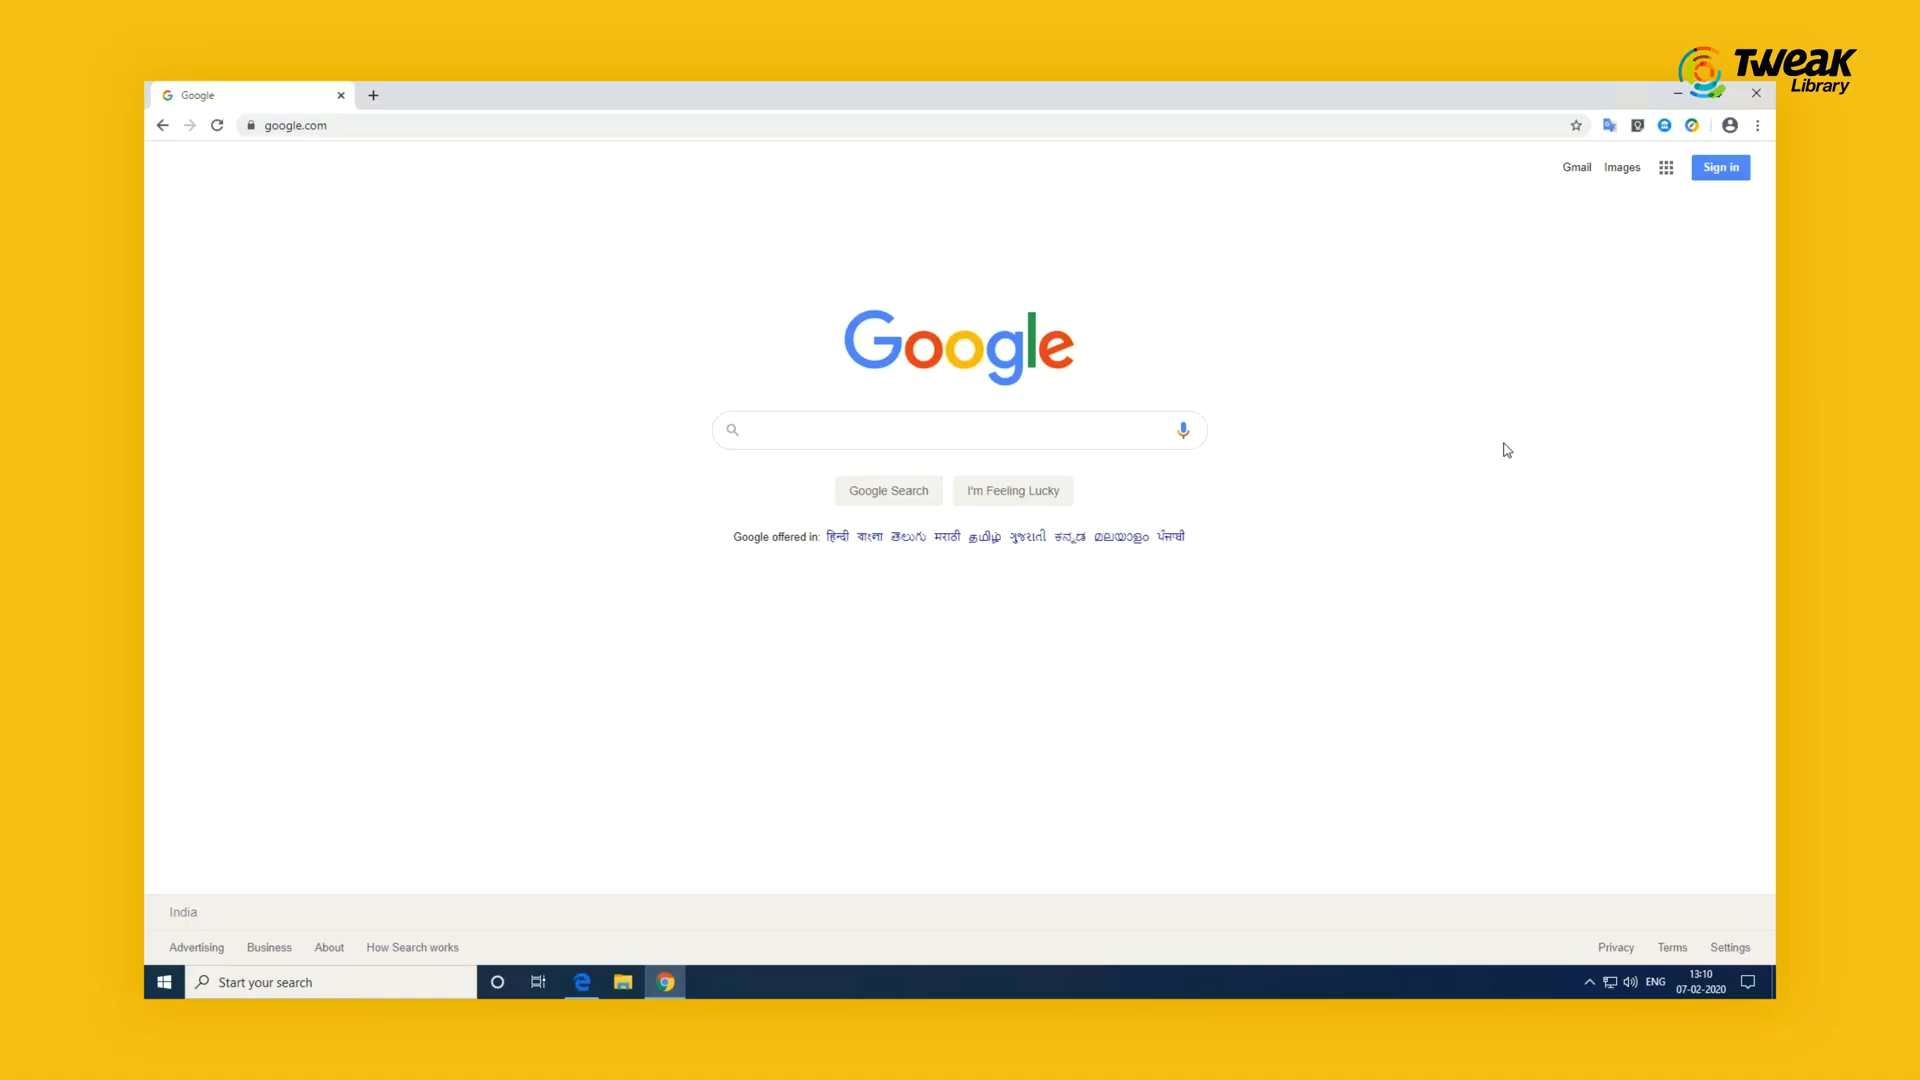 TWEAK
Library
Google
google.com
Gmail Images Sign in
Google
Google Search I'm Feeling Lucky
Google offered in: हिन्दी বাংলা తెలుగు मराठी தமிழ் ગુજરાતી ಕನ್ನಡ മലയാളം ਪੰਜਾਬੀ
India
Advertising Business About How Search works Privacy Terms Settings
Start your search ENG 13:10
07-02-2020